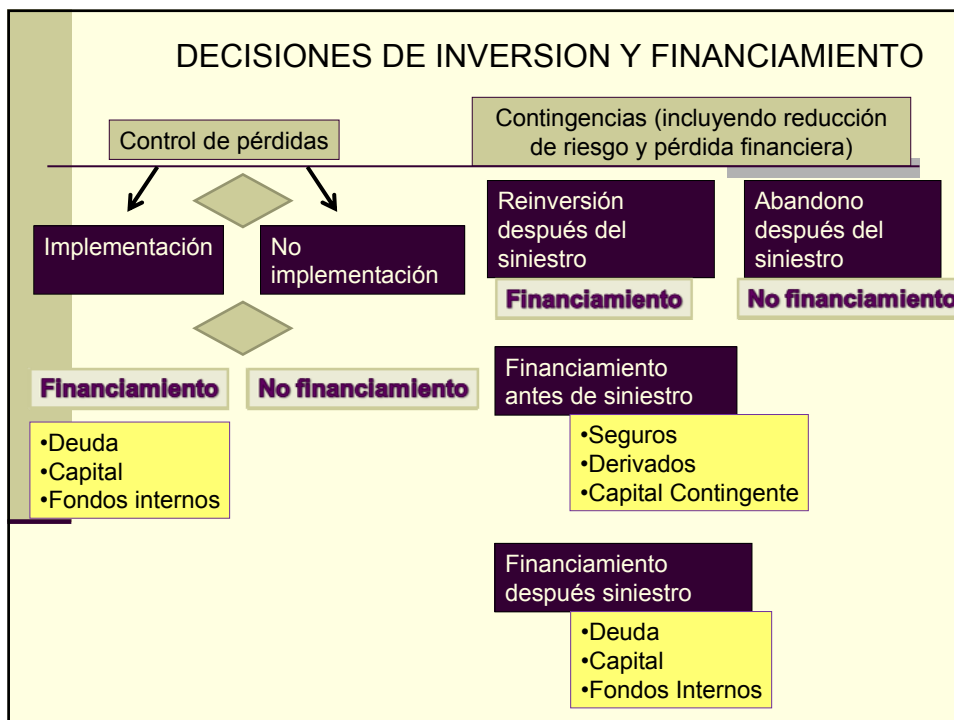 DECISIONES DE INVERSION Y FINANCIAMIENTO
Control de pérdidas
Implementación
No
implementación
Financiamiento
No financiamiento
•Deuda
•Capital
•Fondos internos
Contingencias (incluyendo reducción
de riesgo y pérdida financiera)
Reinversión
después del
siniestro
Abandono
después del
siniestro
Financiamiento
No financiamiento
Financiamiento
antes de siniestro
•Seguros
•Derivados
•Capital Contingente
Financiamiento
después siniestro
•Deuda
•Capital
•Fondos Internos